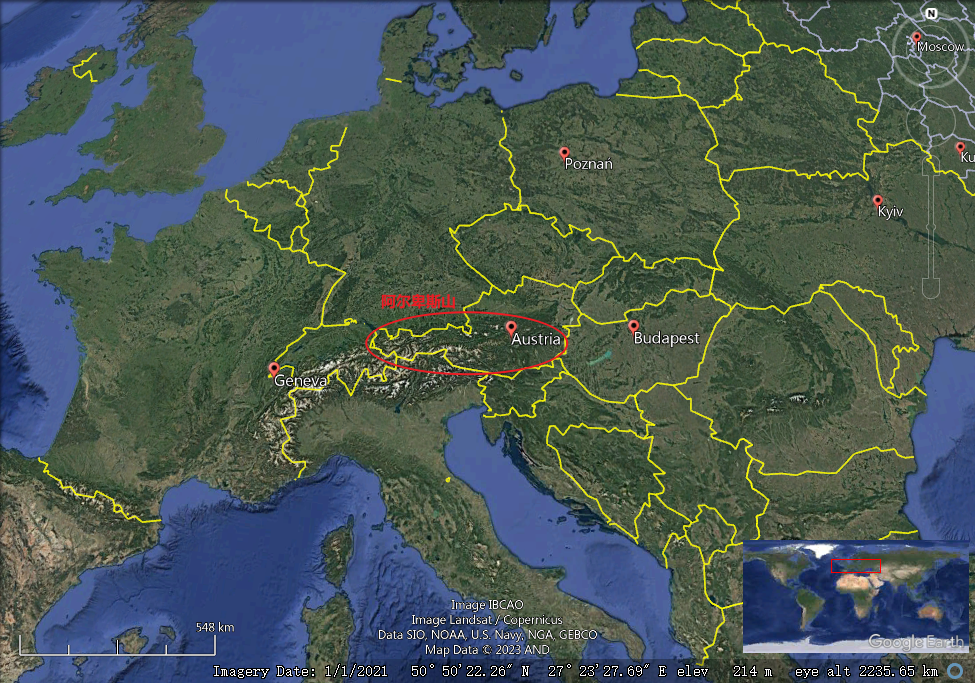 N
Moscow
Poznań
Ku
Kyiv
阿尔卑斯山
Austria
Budapest
Geneva
548 km
Image IBCAO
Image Landsat / Copernicus
Data SIO, NOAA, U.S. Navy, NGA, GEBCO
Map Data © 2023 AND
Google Earth
Imagery Date: 1/1/2021 50° 50'22.26" N 27° 23'27.69" E elev 214 m eye alt 2235.65 km